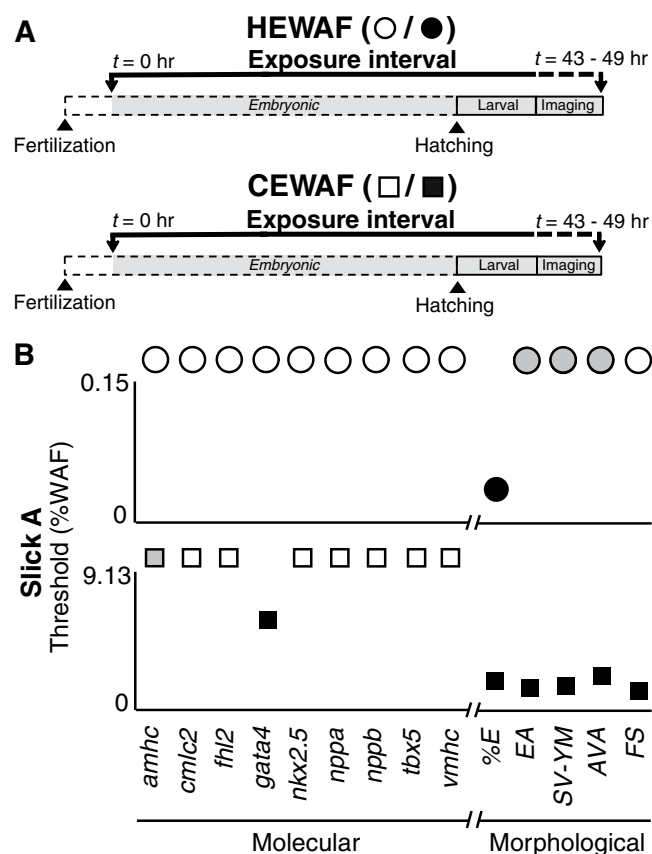 A
HEWAF (○/●)
Exposure interval
t = 0 hr
t = 43 - 49 hr
Embryonic
Larval
Imaging
Fertilization
Hatching
CEWAF (□/■)
Exposure interval
t = 0 hr
t = 43 - 49 hr
Embryonic
Larval
Imaging
Fertilization
Hatching
B
Slick A
Threshold (%WAF)
0.15
0
9.13
0
amhc
cmlc2
fhl2
gata4
nkx2.5
nppa
nppb
tbx5
vmhc
%E
EA
SV-YM
AVA
FS
Molecular
Morphological